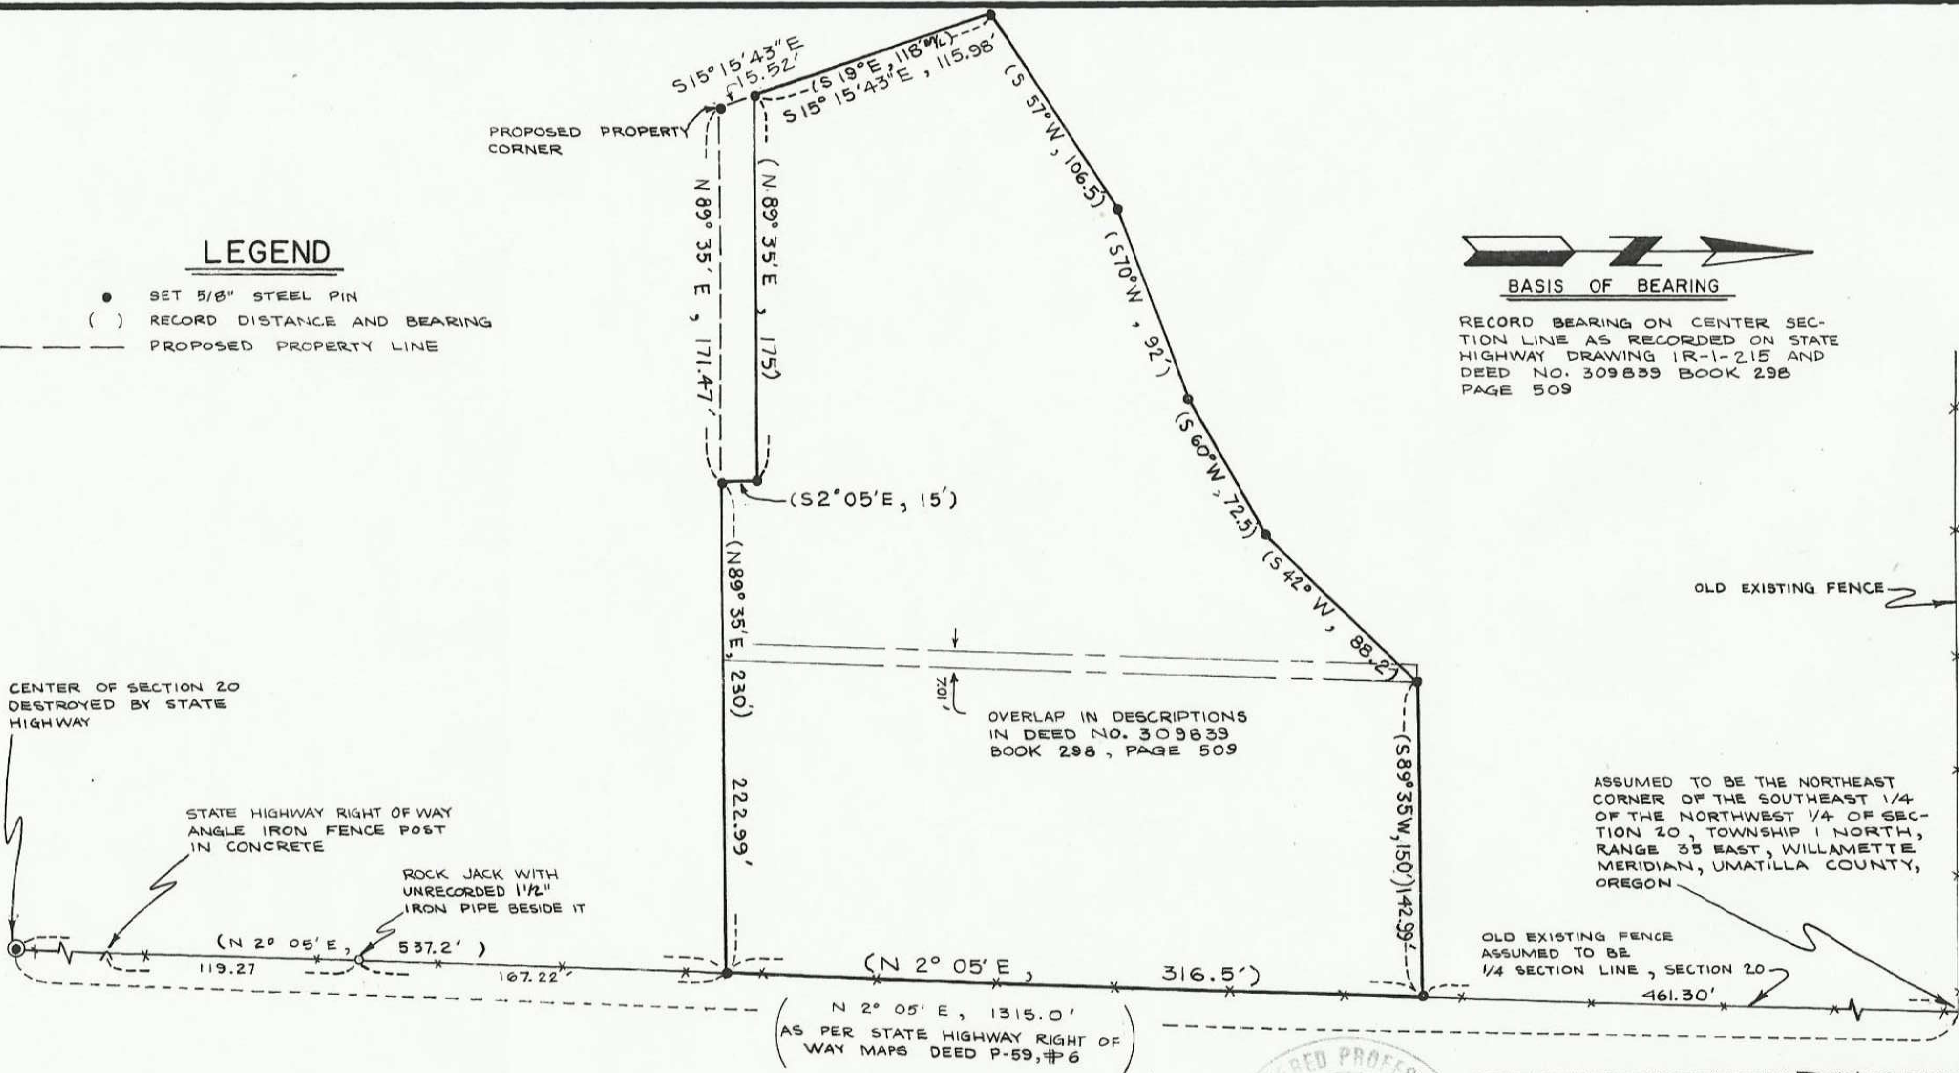 S15° 15'43"E
15.52'
(S 19°E, 118'
S15° 15'43"E, 115.98'
PROPOSED PROPERTY
CORNER
(S 57°W, 106.5')
N89° 35' E, 171.47'
(N.89° 35'E, 175')
LEGEND
SET 5/8" STEEL PIN
( ) RECORD DISTANCE AND BEARING
PROPOSED PROPERTY LINE
(S70°W, 92')
BASIS OF BEARING
RECORD BEARING ON CENTER SEC-
TION LINE AS RECORDED ON STATE
HIGHWAY DRAWING 1R-1-215 AND
DEED NO. 309839 BOOK 298
PAGE 509
(S 60°W, 72.5')
(S2°05'E, 15')
(S 42° W, 88.2')
(N89°35'E, 230')
222.99'
OLD EXISTING FENCE
7.01'
OVERLAP IN DESCRIPTIONS
IN DEED NO. 309839
BOOK 298, PAGE 509
CENTER OF SECTION 20
DESTROYED BY STATE
HIGHWAY
(S89°35'W, 150') 142.99'
STATE HIGHWAY RIGHT OF WAY
ANGLE IRON FENCE POST
IN CONCRETE
ROCK JACK WITH
UNRECORDED 1 1/2"
IRON PIPE BESIDE IT
ASSUMED TO BE THE NORTHEAST
CORNER OF THE SOUTHEAST 1/4
OF THE NORTHWEST 1/4 OF SEC-
TION 20, TOWNSHIP 1 NORTH,
RANGE 35 EAST, WILLAMETTE
MERIDIAN, UMATILLA COUNTY,
OREGON
(N 2° 05'E, 537.2')
119.27
167.22'
(N 2° 05'E, 316.5')
OLD EXISTING FENCE
ASSUMED TO BE
1/4 SECTION LINE, SECTION 20
461.30'
N 2° 05' E, 1315.0'
AS PER STATE HIGHWAY RIGHT OF
WAY MAPS DEED P-59, #6